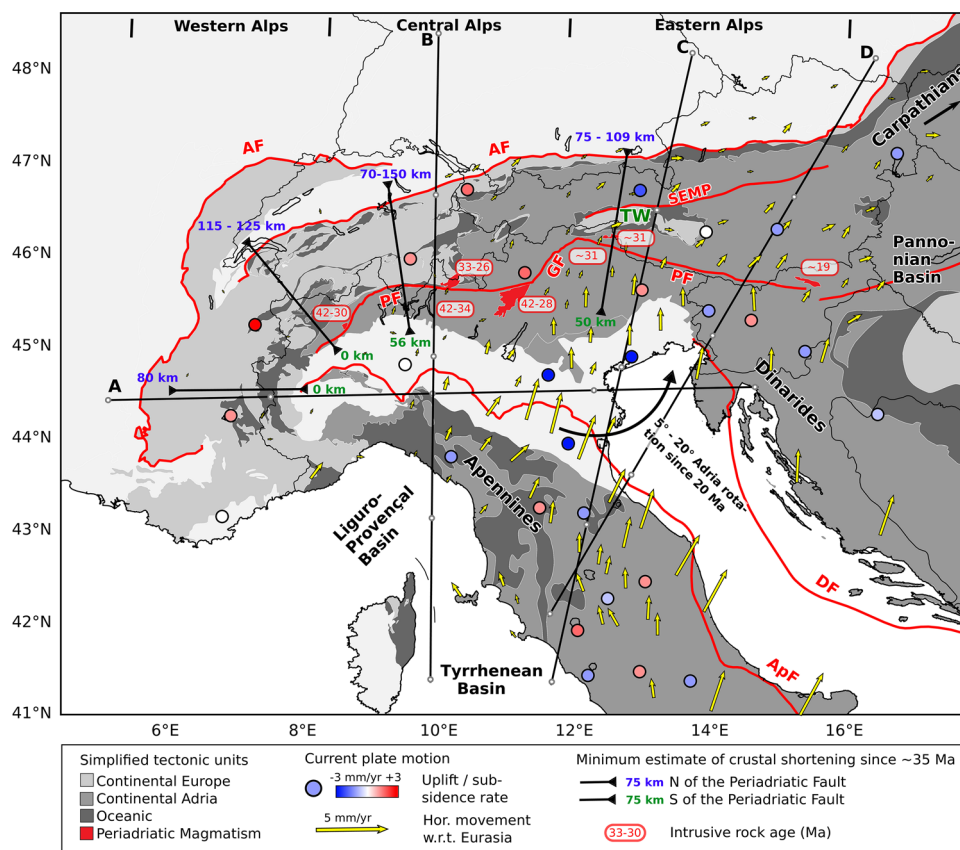 Western Alps
Central Alps
Eastern Alps
B
C
D
48°N
47°N
46°N
45°N
44°N
43°N
42°N
41°N
Carpathians
AF
AF
75 - 109 km
70-150 km
SEMP
TW
115 - 125 km
~31
Panno-
nian
Basin
33-26
~31
GF
PF
~19
PF
42-30
42-34
42-28
50 km
56 km
0 km
A
80 km
0 km
Dinarides
5° - 20° Adria rota-
tion since 20 Ma
Apennines
Liguro-
Provençal
Basin
DF
Tyrrhenean
Basin
ApF
6°E
8°E
10°E
12°E
14°E
16°E
Simplified tectonic units
Continental Europe
Continental Adria
Oceanic
Periadriatic Magmatism
Current plate motion
-3 mm/yr +3
Uplift / sub-
sidence rate
5 mm/yr
Hor. movement
w.r.t. Eurasia
Minimum estimate of crustal shortening since ~35 Ma
75 km N of the Periadriatic Fault
75 km S of the Periadriatic Fault
33-30
Intrusive rock age (Ma)